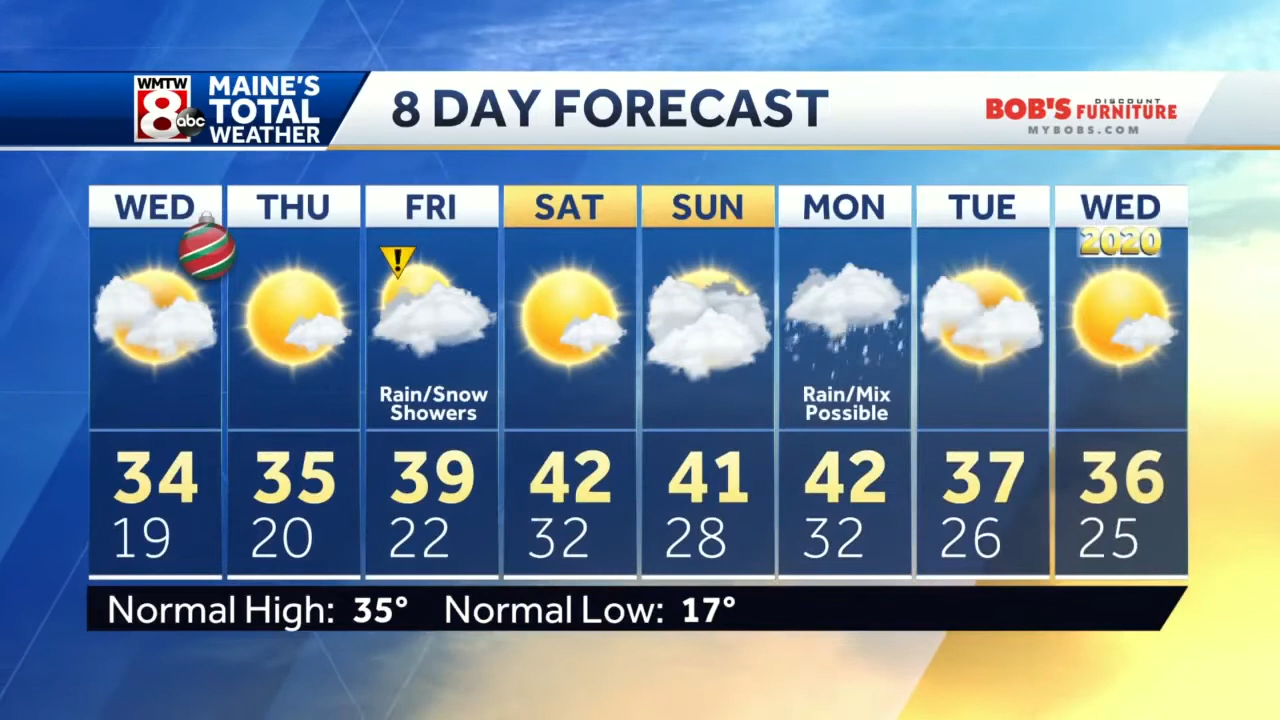 WMTW
8
abc
MAINE'S
TOTAL
WEATHER
8 DAY FORECAST
BOB'S DISCOUNT FURNITURE
MYBOBS.COM
WED THU FRI SAT SUN MON TUE WED
2020
!
Rain/Snow
Showers
Rain/Mix
Possible
34 35 39 42 41 42 37 36
19 20 22 32 28 32 26 25
Normal High: 35° Normal Low: 17°